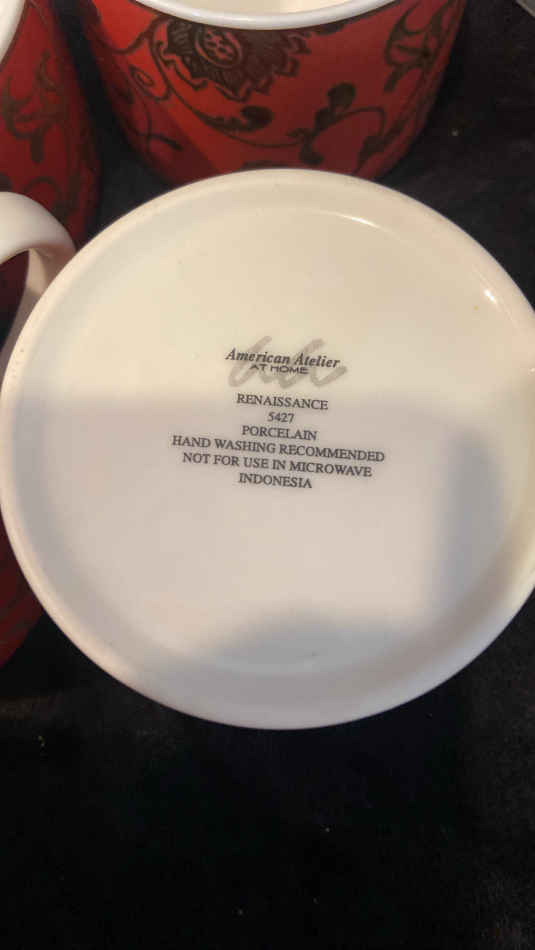 American Atelier
AT HOME
RENAISSANCE
5427
PORCELAIN
HAND WASHING RECOMMENDED
NOT FOR USE IN MICROWAVE
INDONESIA